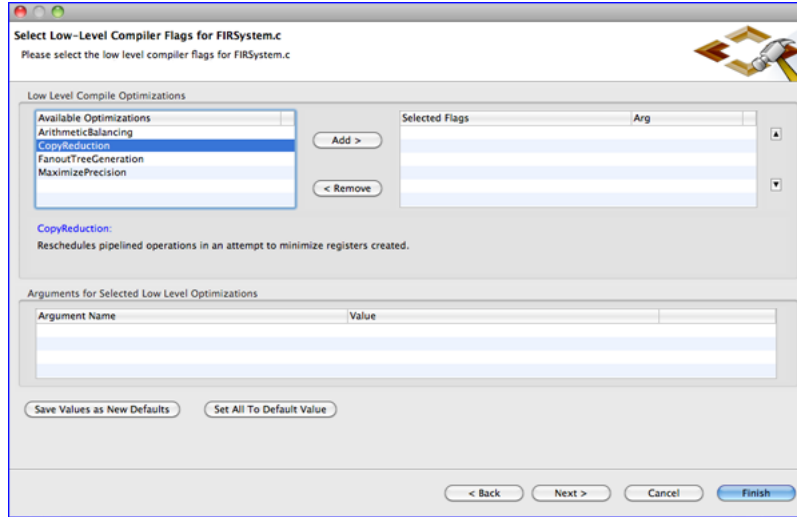 Select Low-Level Compiler Flags for FIRSystem.c
Please select the low level compiler flags for FIRSystem.c
Low Level Compile Optimizations
Available Optimizations
ArithmeticBalancing
CopyReduction
FanoutTreeGeneration
MaximizePrecision
Add >
< Remove
Selected Flags Arg
CopyReduction:
Reschedules pipelined operations in an attempt to minimize registers created.
Arguments for Selected Low Level Optimizations
Argument Name Value
Save Values as New Defaults Set All To Default Value
< Back Next > Cancel Finish